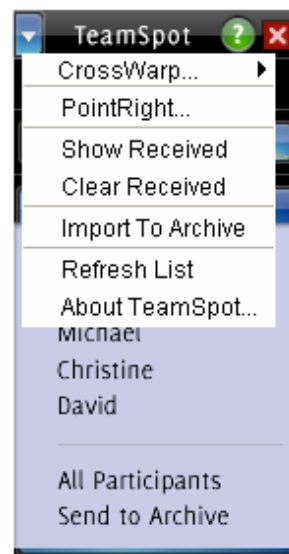 TeamSpot ?
CrossWarp...
PointRight...
Show Received
Clear Received
Import To Archive
Refresh List
About TeamSpot...
Michael
Christine
David
All Participants
Send to Archive